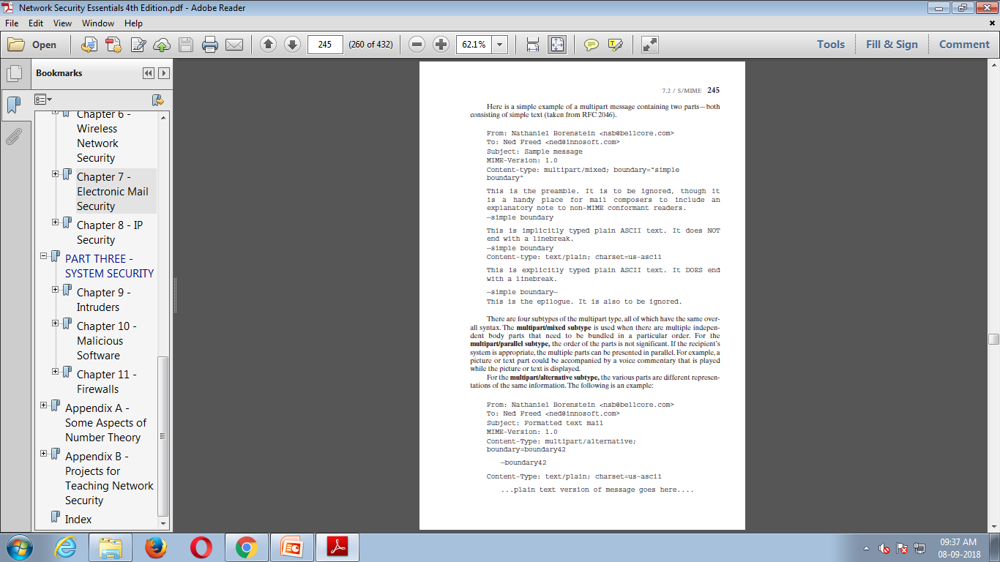 Network Security Essentials 4th Edition.pdf - Adobe Reader
File Edit View Window Help
Open 245 (260 of 432) 62.1% Tools Fill & Sign Comment
Bookmarks
Chapter 6 -
Wireless
Network
Security
Chapter 7 -
Electronic Mail
Security
Chapter 8 - IP
Security
PART THREE -
SYSTEM SECURITY
Chapter 9 -
Intruders
Chapter 10 -
Malicious
Software
Chapter 11 -
Firewalls
Appendix A -
Some Aspects of
Number Theory
Appendix B -
Projects for
Teaching Network
Security
Index
7.2 / S/MIME 245
Here is a simple example of a multipart message containing two parts—both
consisting of simple text (taken from RFC 2046).
From: Nathaniel Borenstein <nsb@bellcore.com>
To: Ned Freed <ned@innosoft.com>
Subject: Sample message
MIME-Version: 1.0
Content-type: multipart/mixed; boundary="simple
boundary"
This is the preamble. It is to be ignored, though it
is a handy place for mail composers to include an
explanatory note to non-MIME conformant readers.
—simple boundary
This is implicitly typed plain ASCII text. It does NOT
end with a linebreak.
—simple boundary
Content-type: text/plain; charset=us-ascii
This is explicitly typed plain ASCII text. It DOES end
with a linebreak.
—simple boundary—
This is the epilogue. It is also to be ignored.
There are four subtypes of the multipart type, all of which have the same over-
all syntax. The multipart/mixed subtype is used when there are multiple indepen-
dent body parts that need to be bundled in a particular order. For the
multipart/parallel subtype, the order of the parts is not significant. If the recipient's
system is appropriate, the multiple parts can be presented in parallel. For example, a
picture or text part could be accompanied by a voice commentary that is played
while the picture or text is displayed.
For the multipart/alternative subtype, the various parts are different represen-
tations of the same information. The following is an example:
From: Nathaniel Borenstein <nsb@bellcore.com>
To: Ned Freed <ned@innosoft.com>
Subject: Formatted text mail
MIME-Version: 1.0
Content-Type: multipart/alternative;
boundary=boundary42
—boundary42
Content-Type: text/plain; charset=us-ascii
...plain text version of message goes here....
09:37 AM
08-09-2018